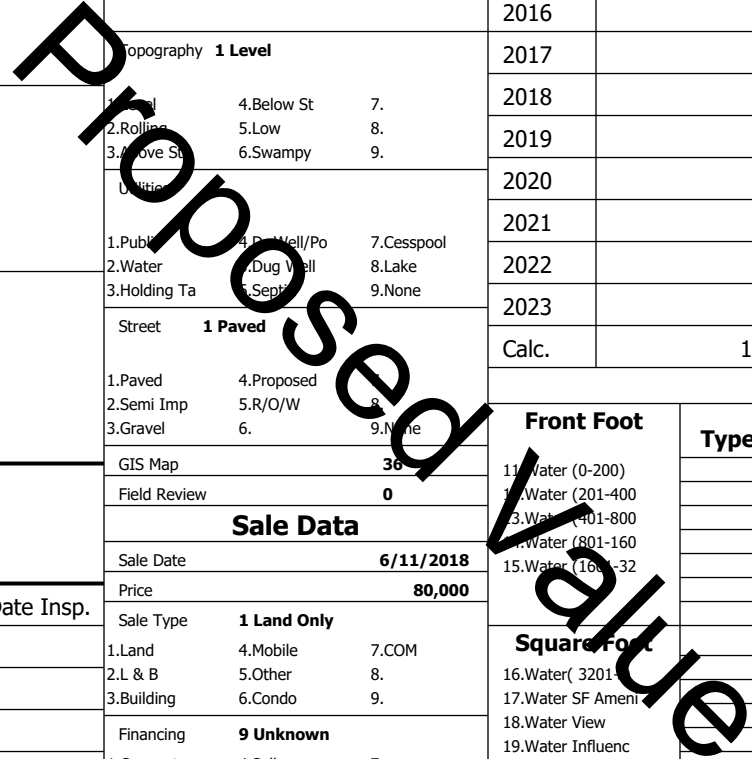 Topography 1 Level
4.Below St 7.
2.Rolling 5.Low 8.
3.Above St 6.Swampy 9.
Utilities
1.Public 7.Cesspool
2.Water Dug Well 8.Lake
3.Holding Ta Septic 9.None
Street 1 Paved
1.Paved 4.Proposed
2.Semi Imp 5.R/O/W 8.
3.Gravel 6. 9.None
GIS Map 36
Field Review 0
Sale Data
Sale Date 6/11/2018
Price 80,000
Sale Type 1 Land Only
1.Land 4.Mobile 7.COM
2.L & B 5.Other 8.
3.Building 6.Condo 9.
Financing 9 Unknown
2016
2017
2018
2019
2020
2021
2022
2023
Calc. 1
Front Foot
Type
11.Water (0-200)
Water (201-400
13.Water (401-800
Water (801-160
15.Water (1601-32
Square Foot
16.Water( 3201-
17.Water SF Ameni
18.Water View
19.Water Influenc
ate Insp.
Proposed Value